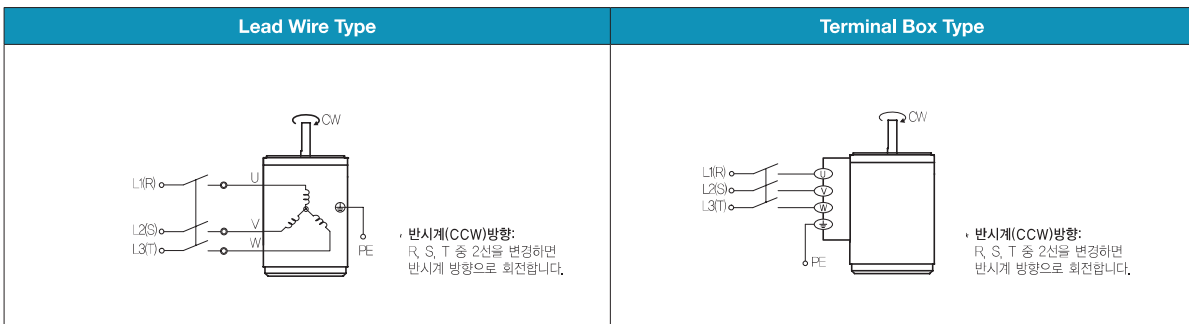 Lead Wire Type
CW
L1(R)
U
L2(S)
V
L3(T)
W
PE
반시계(CCW)방향:
R, S, T 중 2선을 변경하면
반시계 방향으로 회전합니다.
Terminal Box Type
CW
L1(R)
U
L2(S)
V
L3(T)
W
PE
반시계(CCW)방향:
R, S, T 중 2선을 변경하면
반시계 방향으로 회전합니다.